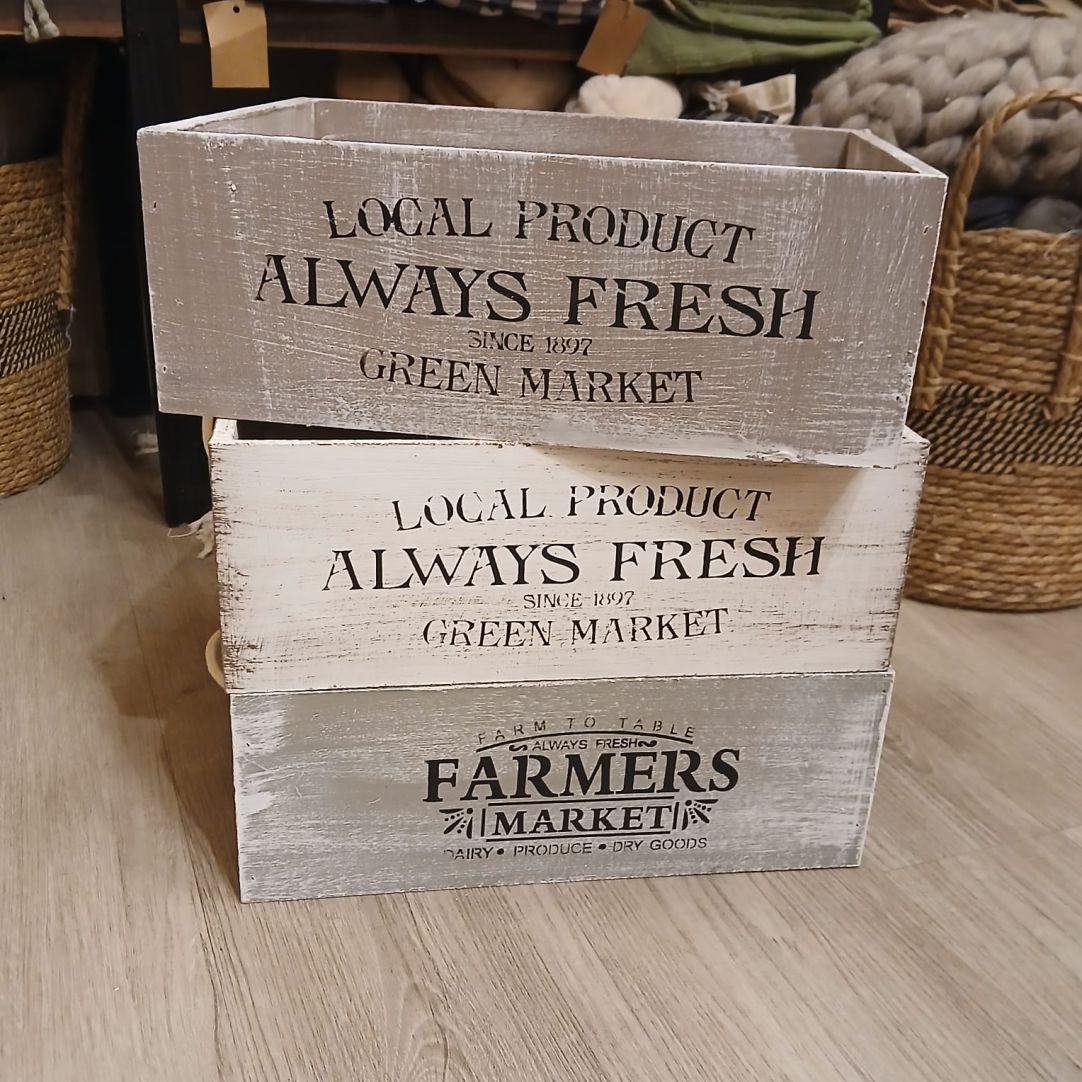 LOCAL PRODUCT
ALWAYS FRESH
SINCE 1897
GREEN MARKET
LOCAL PRODUCT
ALWAYS FRESH
SINCE 1897
GREEN MARKET
FARM TO TABLE
ALWAYS FRESH
FARMERS
MARKET
DAIRY • PRODUCE • DRY GOODS